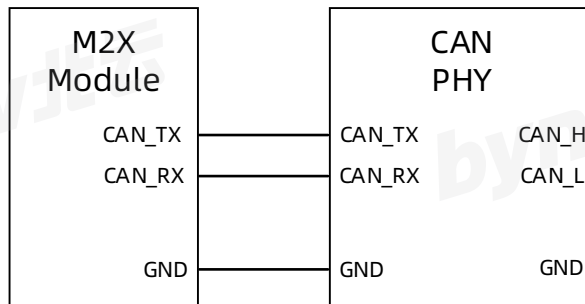 M2X
Module
CAN_TX
CAN_RX
GND
CAN
PHY
CAN_TX
CAN_RX
GND
CAN_H
CAN_L
GND